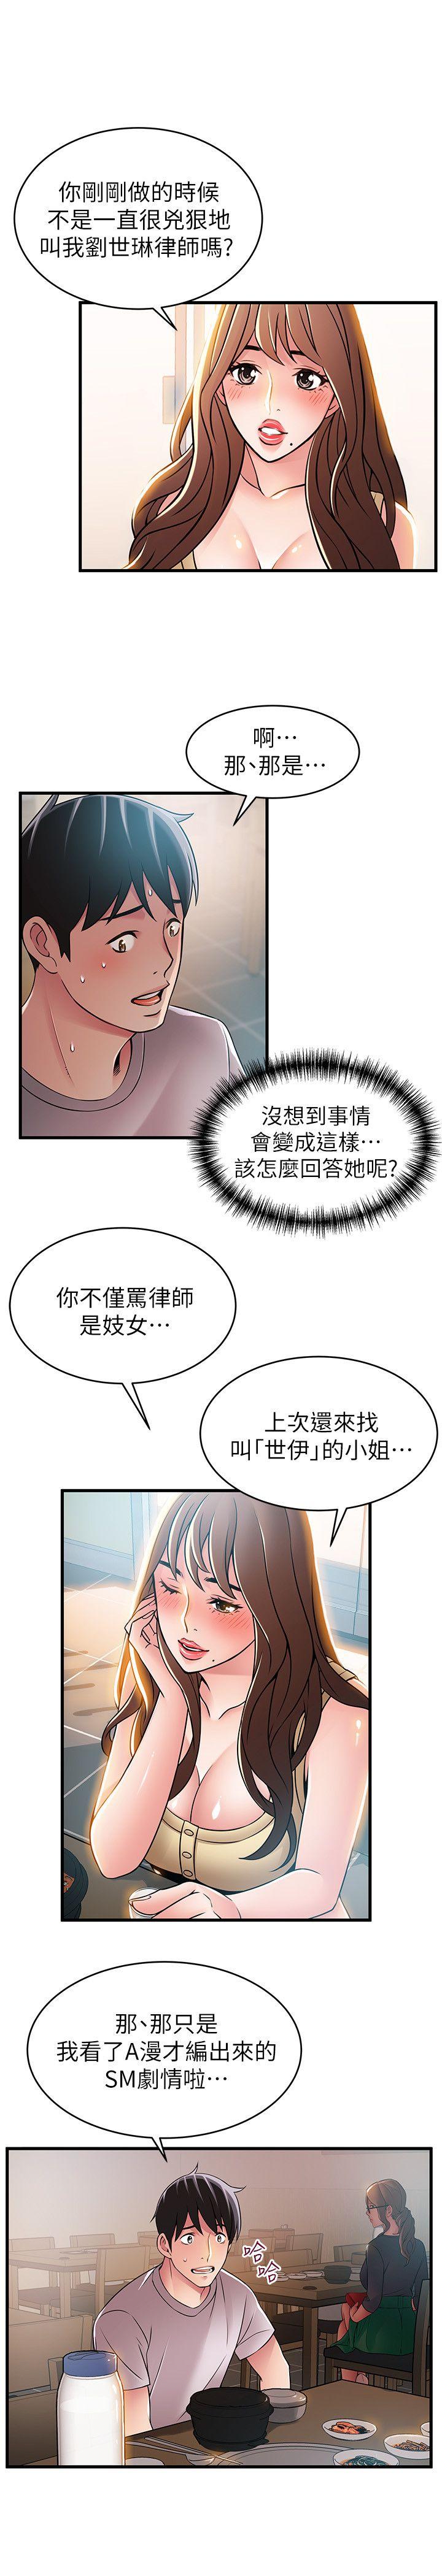 你剛剛做的時候
不是一直很兇狠地
叫我劉世琳律師嗎?
啊…
那、那是…
沒想到事情
會變成這樣…
該怎麼回答她呢?
你不僅罵律師
是妓女…
上次還來找
叫「世伊」的小姐…
那、那只是
我看了A漫才編出來的
SM劇情啦…
哈
哈